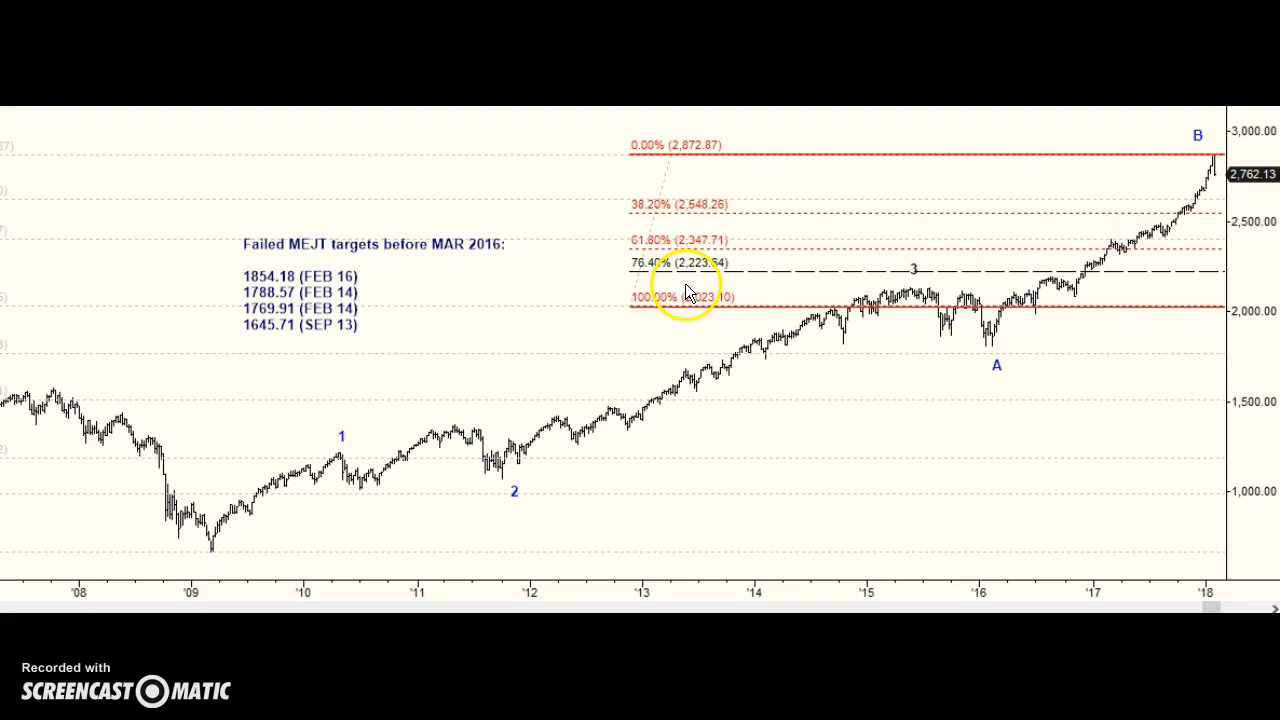 B
3,000.00
0.00% (2,872.87)
2,762.13
38.20% (2,548.26)
2,500.00
Failed MEJT targets before MAR 2016:
61.80% (2,347.71)
76.40% (2,223.64)
3
1854.18 (FEB 16)
1788.57 (FEB 14)
1769.91 (FEB 14)
1645.71 (SEP 13)
100.00%
2,000.00
A
1,500.00
1
2
1,000.00
'08 '09 '10 '11 '12 '13 '14 '15 '16 '17 '18
Recorded with
SCREENCAST MATIC